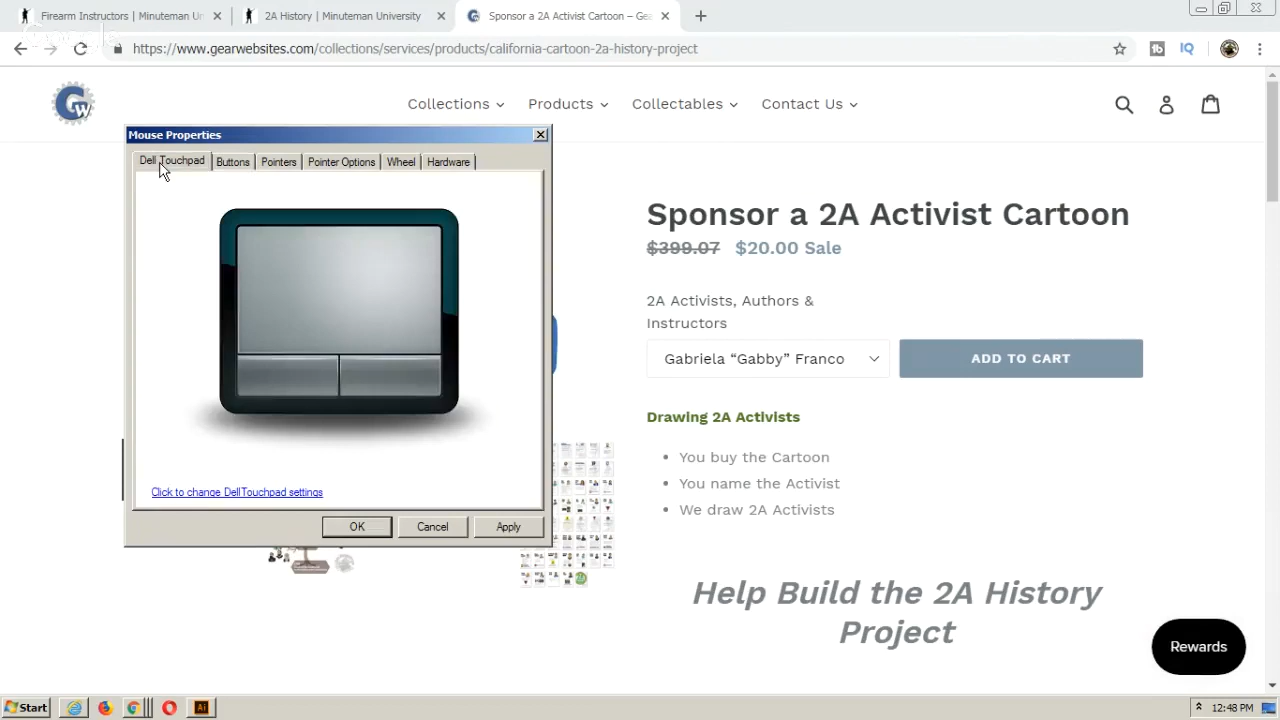 Firearm Instructors | Minuteman Un
2A History | Minuteman University
Sponsor a 2A Activist Cartoon – Gea
https://www.gearwebsites.com/collections/services/products/california-cartoon-2a-history-project
Collections
Products
Collectables
Contact Us
Mouse Properties
Dell Touchpad
Buttons
Pointers
Pointer Options
Wheel
Hardware
Click to change DellTouchpad settings
OK
Cancel
Apply
Sponsor a 2A Activist Cartoon
$399.07 $20.00 Sale
2A Activists, Authors &
Instructors
Gabriela “Gabby” Franco
ADD TO CART
Drawing 2A Activists
You buy the Cartoon
You name the Activist
We draw 2A Activists
Help Build the 2A History
Project
Rewards
Start
Ai
12:48 PM